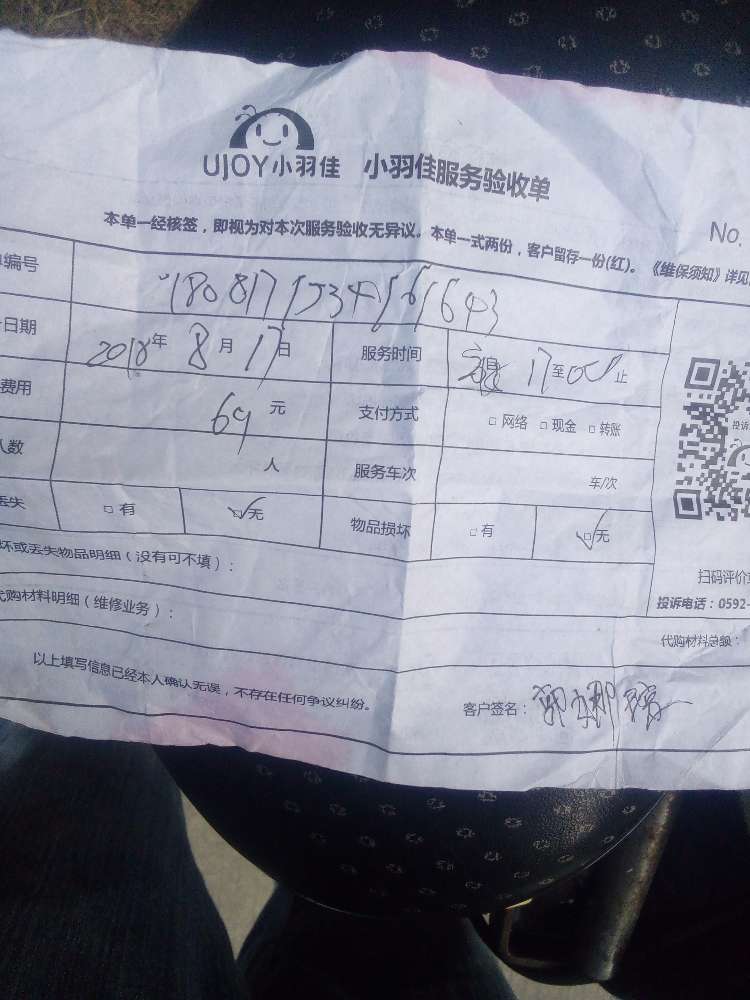 UJOY小羽佳 小羽佳服务验收单
No.
本单一经核签，即视为对本次服务验收无异议。本单一式两份，客户留存一份(红)。《维保须知》详见
编号 1808171534161643
日期 2018年 8月 17日 服务时间 17至00止
费用 69元 支付方式 □ 网络 □ 现金 □ 转账
人数 人 服务车次 车/次
丢失 □ 有 □ 无 物品损坏 □ 有 □ 无
投诉
坏或丢失物品明细（没有可不填）：
扫码评价
投诉电话：0592-
代购材料明细（维修业务）：
代购材料总额：
以上填写信息已经本人确认无误，不存在任何争议纠纷。
客户签名：